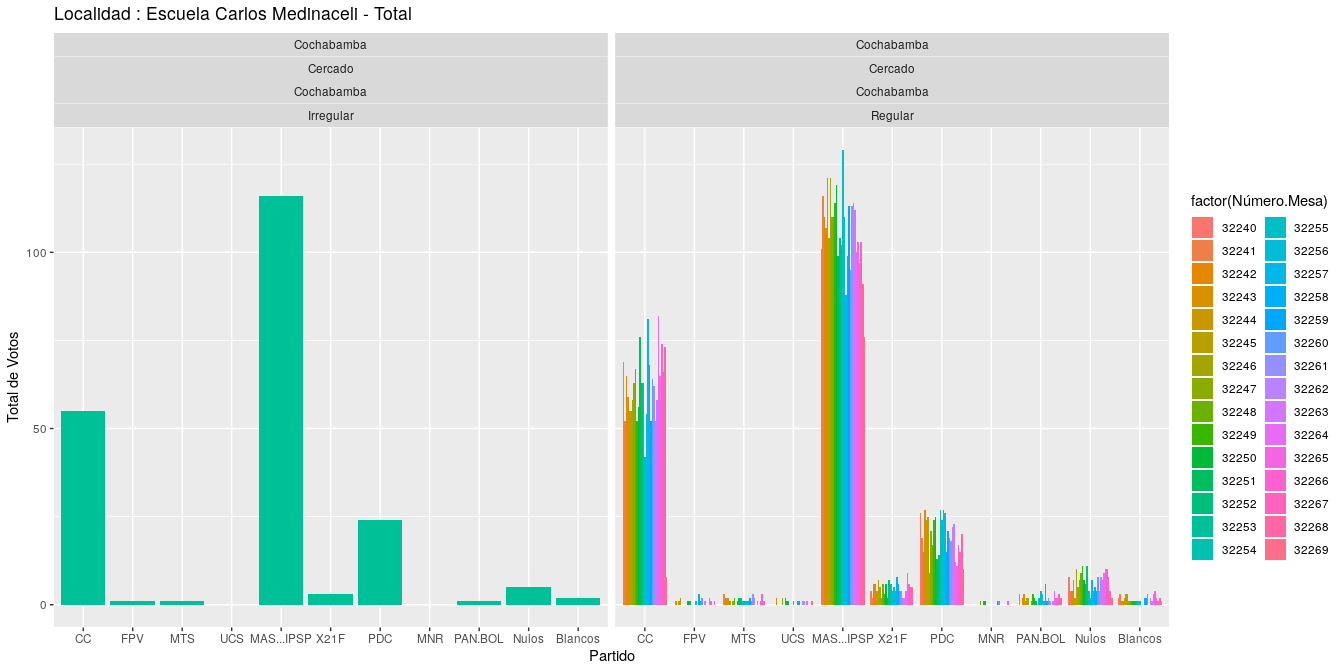 Localidad : Escuela Carlos Medinaceli - Total
Cochabamba
Cercado
Cochabamba
Irregular
Cochabamba
Cercado
Cochabamba
Regular
Total de Votos
100
50
0
CC FPV MTS UCS MAS...IPSP X21F PDC MNR PAN.BOL Nulos Blancos
CC FPV MTS UCS MAS...IPSP X21F PDC MNR PAN.BOL Nulos Blancos
Partido
factor(Número.Mesa)
32240 32255
32241 32256
32242 32257
32243 32258
32244 32259
32245 32260
32246 32261
32247 32262
32248 32263
32249 32264
32250 32265
32251 32266
32252 32267
32253 32268
32254 32269